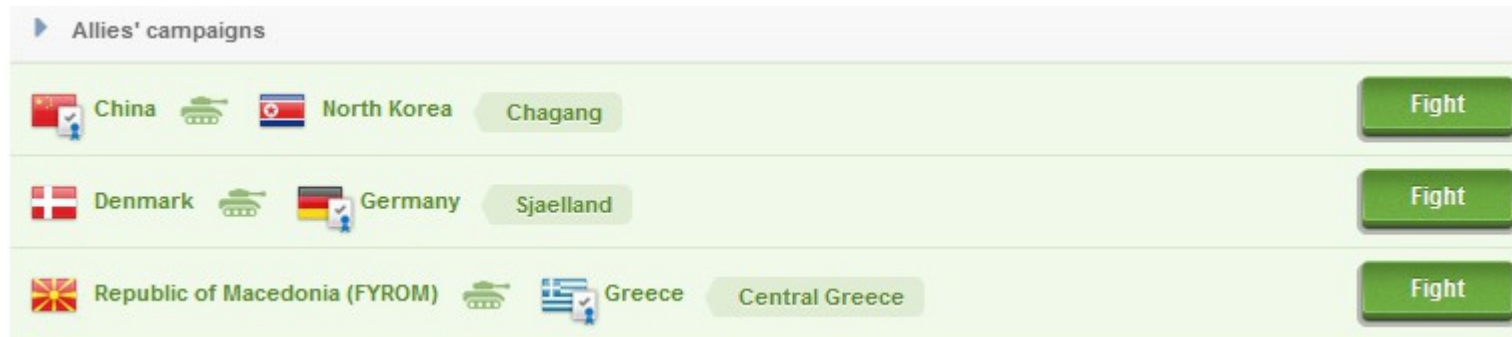 Allies' campaigns
China North Korea Chagang Fight
Denmark Germany Sjaelland Fight
Republic of Macedonia (FYROM) Greece Central Greece Fight